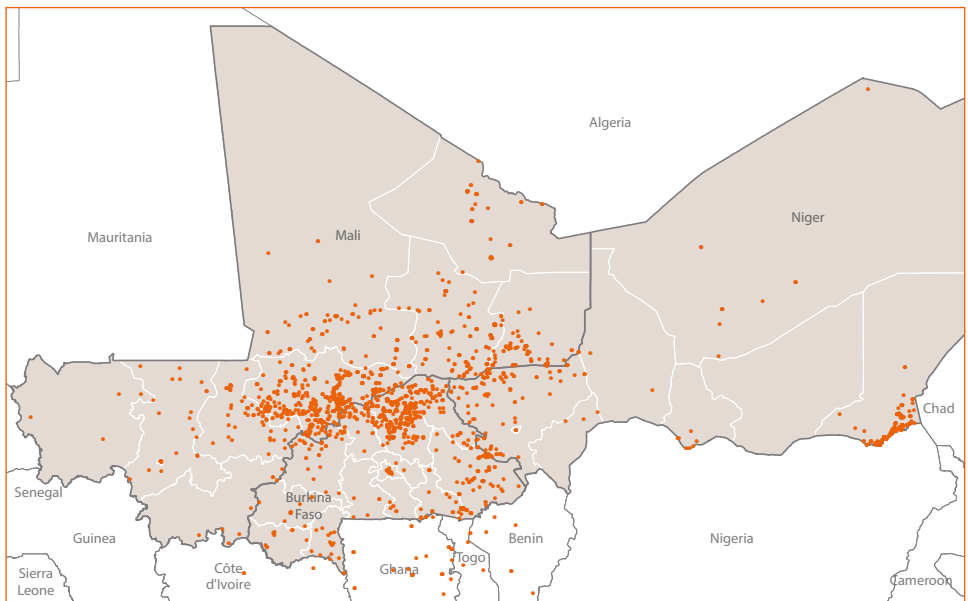 Algeria
Niger
Mauritania
Mali
Chad
Senegal
Burkina
Faso
Guinea
Benin
Nigeria
Togo
Ghana
Côte
d'Ivoire
Sierra
Leone
Cameroon